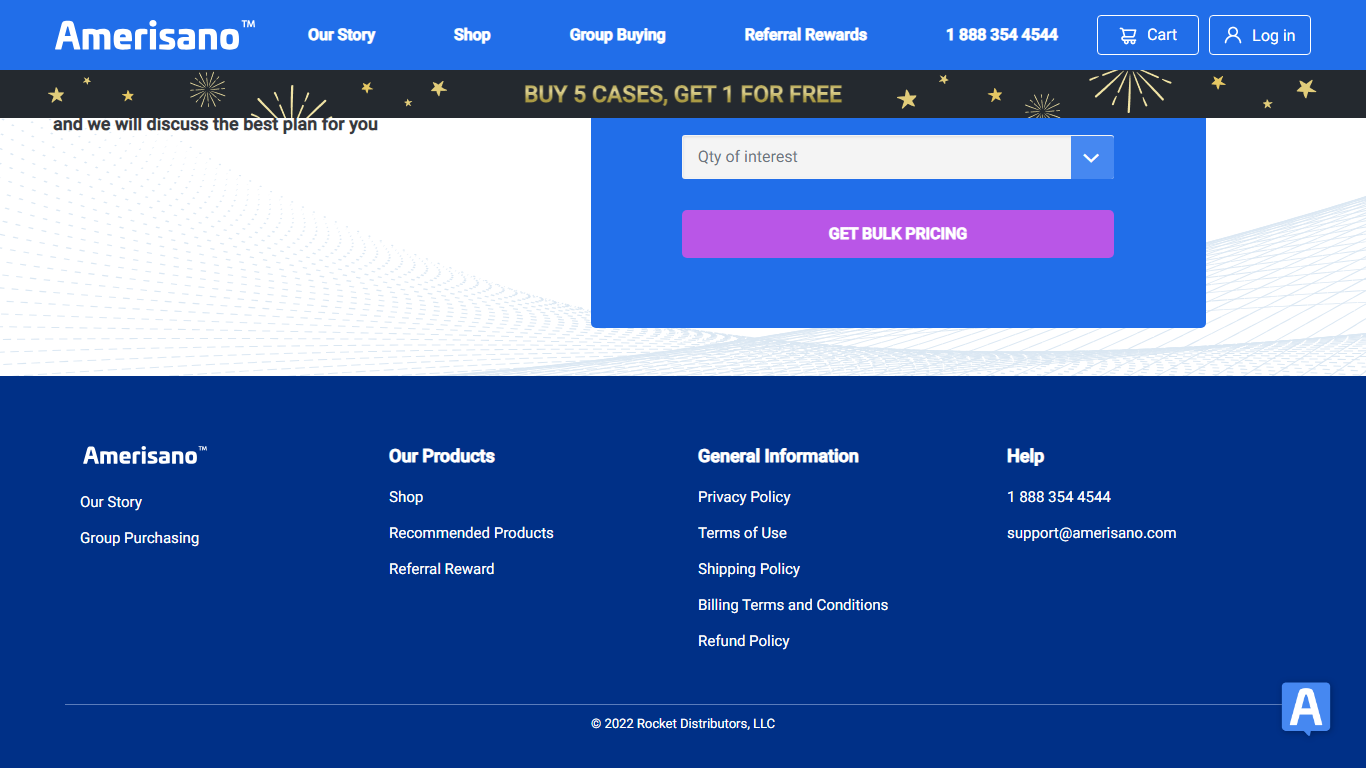 Amerisano™
Our Story
Shop
Group Buying
Referral Rewards
1 888 354 4544
Cart
Log in
BUY 5 CASES, GET 1 FOR FREE
and we will discuss the best plan for you
Qty of interest
GET BULK PRICING
Amerisano™
Our Story
Group Purchasing
Our Products
Shop
Recommended Products
Referral Reward
General Information
Privacy Policy
Terms of Use
Shipping Policy
Billing Terms and Conditions
Refund Policy
Help
1 888 354 4544
support@amerisano.com
A
© 2022 Rocket Distributors, LLC